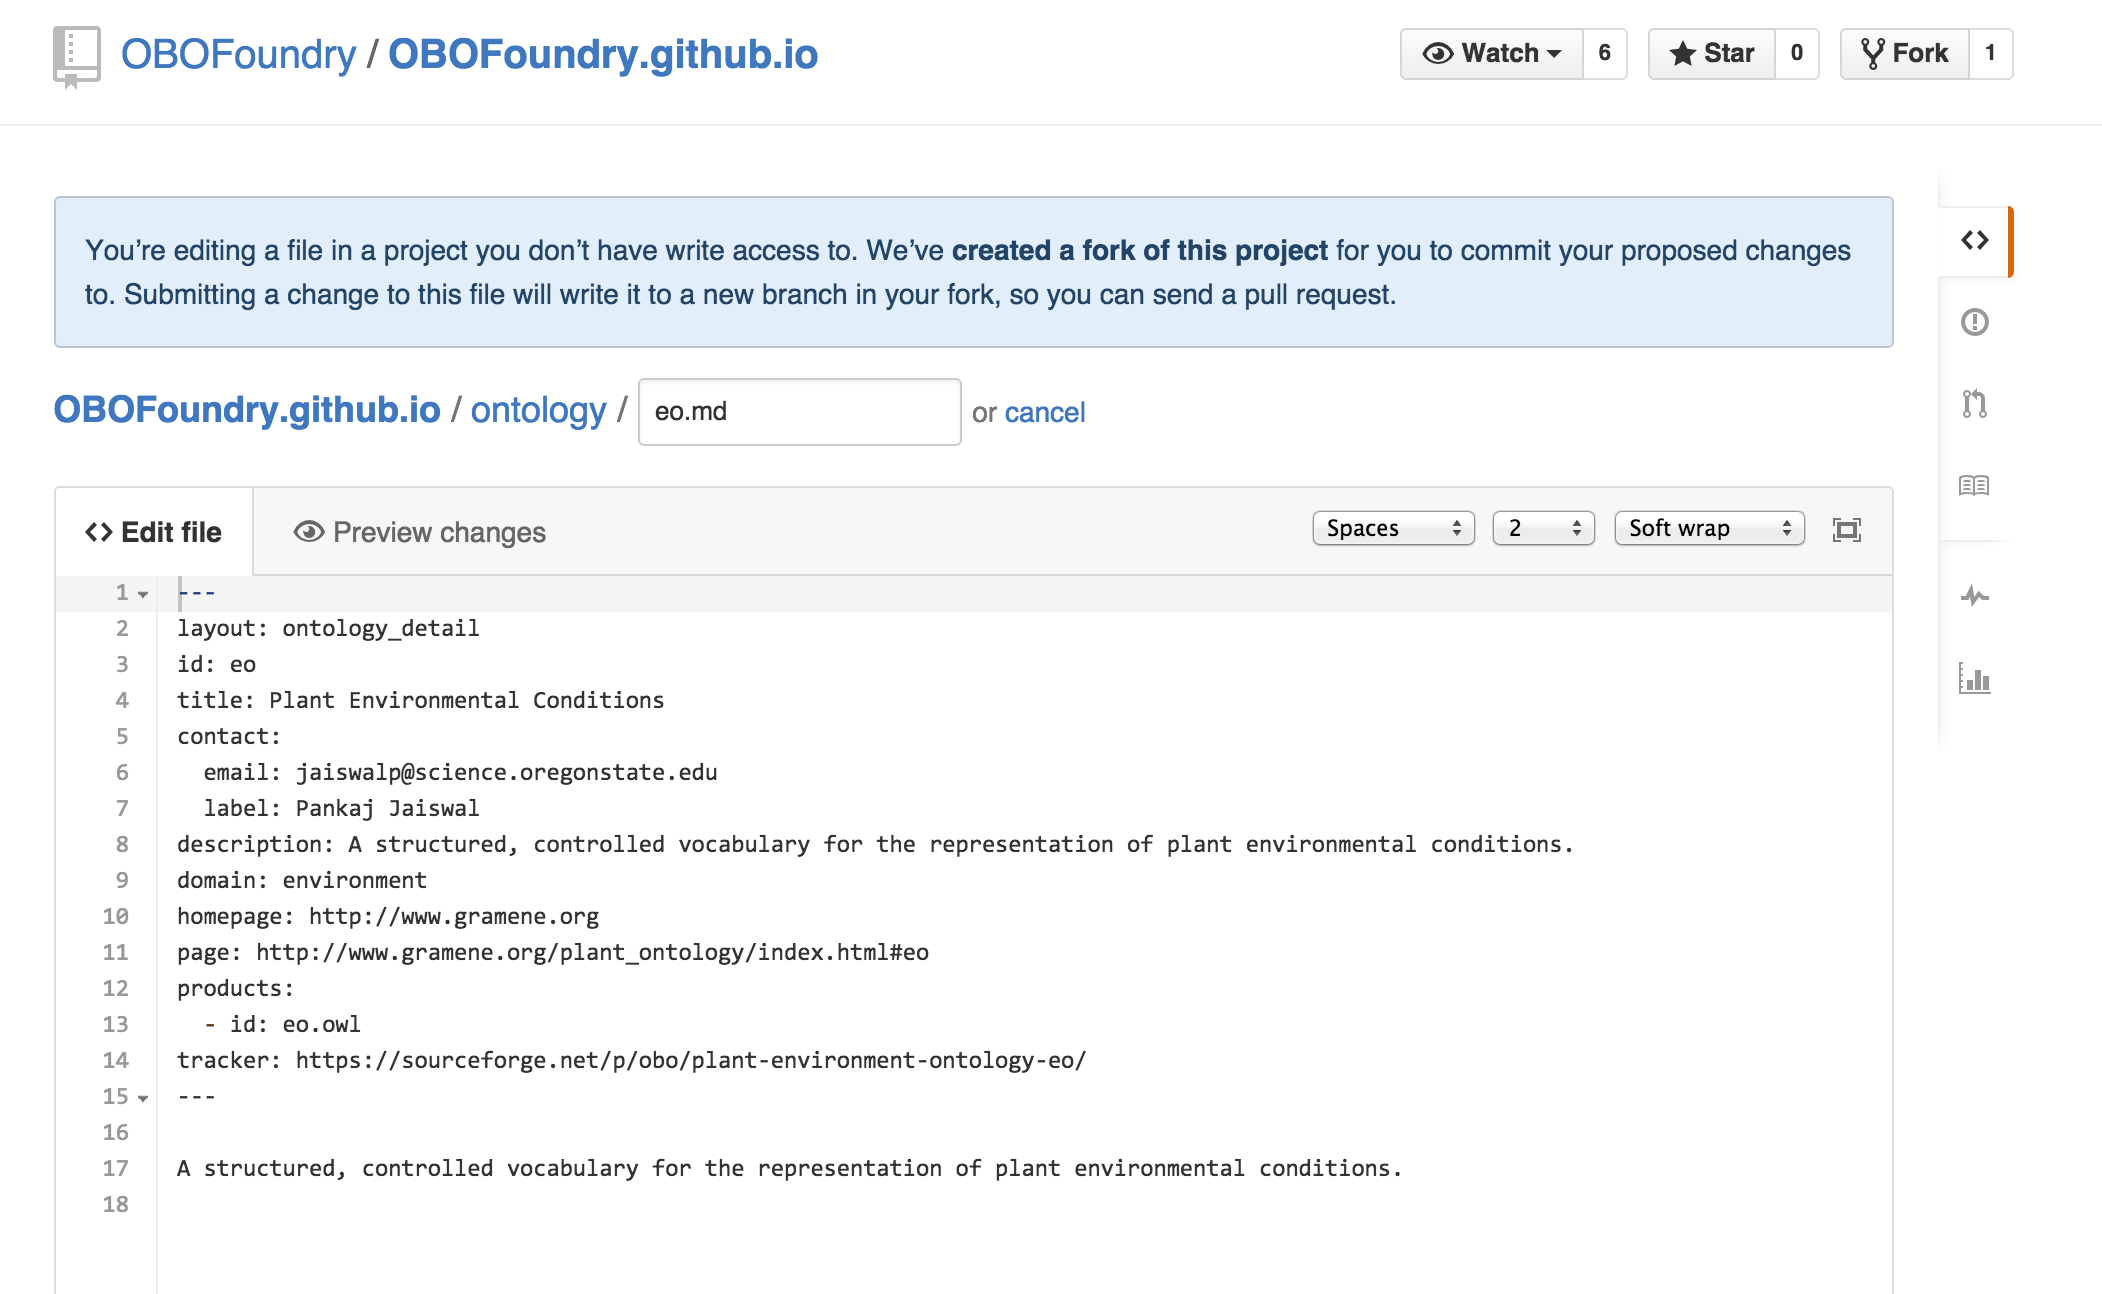 OBOFoundry / OBOFoundry.github.io
Watch 6 Star 0 Fork 1
You’re editing a file in a project you don’t have write access to. We’ve created a fork of this project for you to commit your proposed changes
to. Submitting a change to this file will write it to a new branch in your fork, so you can send a pull request.
OBOFoundry.github.io / ontology / eo.md or cancel
<> Edit file Preview changes Spaces 2 Soft wrap
1 ---
2 layout: ontology_detail
3 id: eo
4 title: Plant Environmental Conditions
5 contact:
6   email: jaiswalp@science.oregonstate.edu
7   label: Pankaj Jaiswal
8 description: A structured, controlled vocabulary for the representation of plant environmental conditions.
9 domain: environment
10 homepage: http://www.gramene.org
11 page: http://www.gramene.org/plant_ontology/index.html#eo
12 products:
13   - id: eo.owl
14 tracker: https://sourceforge.net/p/obo/plant-environment-ontology-eo/
15 ---
16
17 A structured, controlled vocabulary for the representation of plant environmental conditions.
18